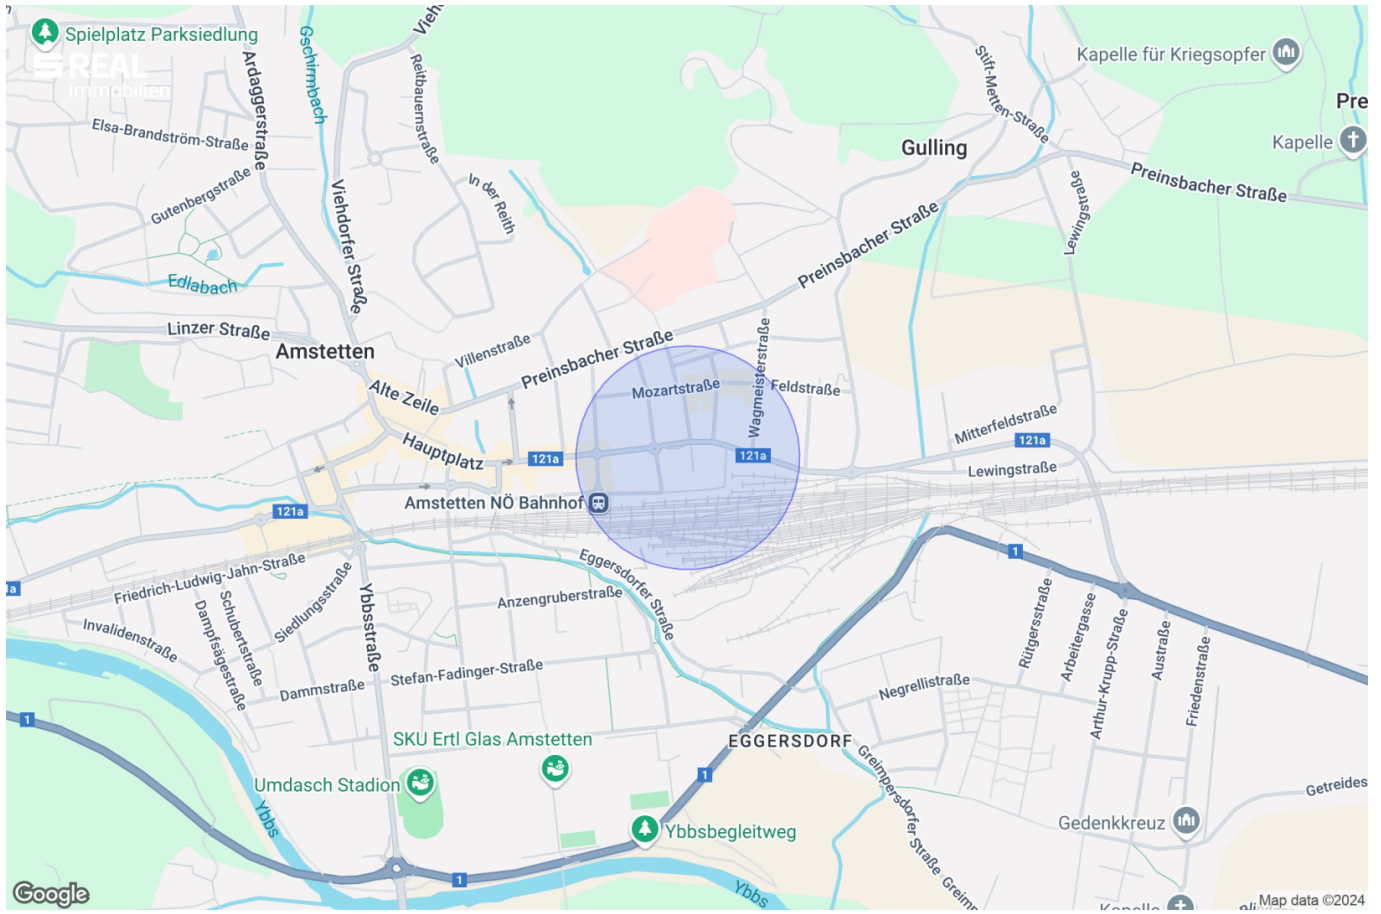 Spielplatz Parksiedlung
REAL
Immobilien
Ardaggerstraße
Gschirmbach
Reitbauernstraße
Elsa-Brandström-Straße
Gutenbergstraße
Viehdorfer Straße
In der Reith
Edlabach
Linzer Straße
Amstetten
Alte Zeile
Villenstraße
Preinsbacher Straße
Hauptplatz
121a
Amstetten NÖ Bahnhof
121a
Stift-Metten-Straße
Kapelle für Kriegsopfer
Gulling
Kapelle
Preinsbacher Straße
Lewingstraße
Preinsbacher Straße
Mozartstraße
Wagmeisterstraße
Feldstraße
121a
Mitterfeldstraße
121a
Lewingstraße
Friedrich-Ludwig-Jahn-Straße
Schubertstraße
Dampfsägestraße
Siedlungsstraße
Invalidenstraße
Ybbsstraße
Dammstraße
Anzengruberstraße
Eggersdorfer Straße
Stefan-Fadinger-Straße
1
Rütgersstraße
Arbeitergasse
Arthur-Krupp-Straße
Austraße
Friedenstraße
Negrellistraße
1
SKU Ertl Glas Amstetten
Umdasch Stadion
EGGERSDORF
1
Ybbs
Ybbsbegleitweg
Greimpersdorfer Straße
Gedenkkreuz
1
Ybbs
Kapelle
Google
Map data ©2024